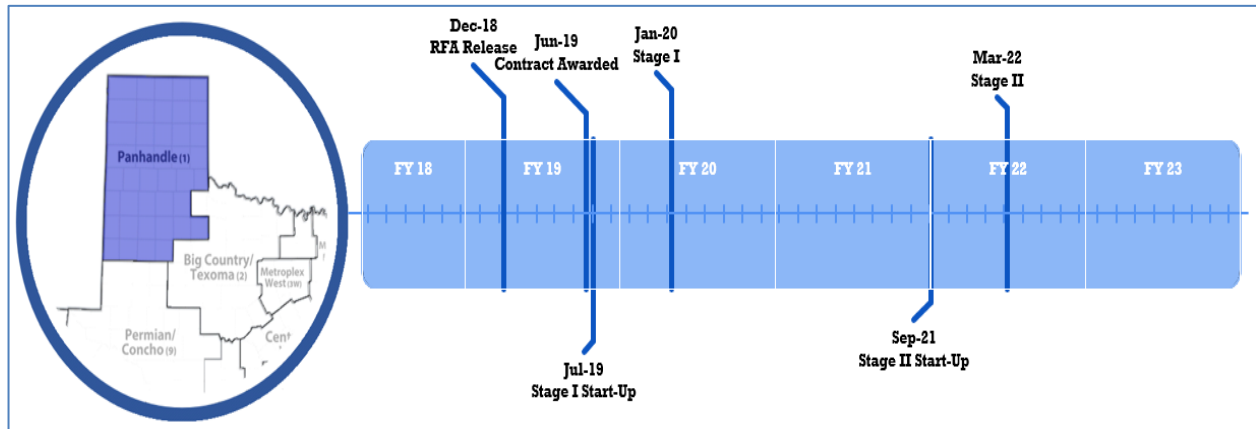 Panhandle (1)
Big Country/
Texoma (2)
Metroplex
West (3W)
Permian/
Concho (9)
Cent
M
Dec-18
RFA Release
Jun-19
Contract Awarded
Jan-20
Stage I
Mar-22
Stage II
FY 18
FY 19
FY 20
FY 21
FY 22
FY 23
Jul-19
Stage I Start-Up
Sep-21
Stage II Start-Up